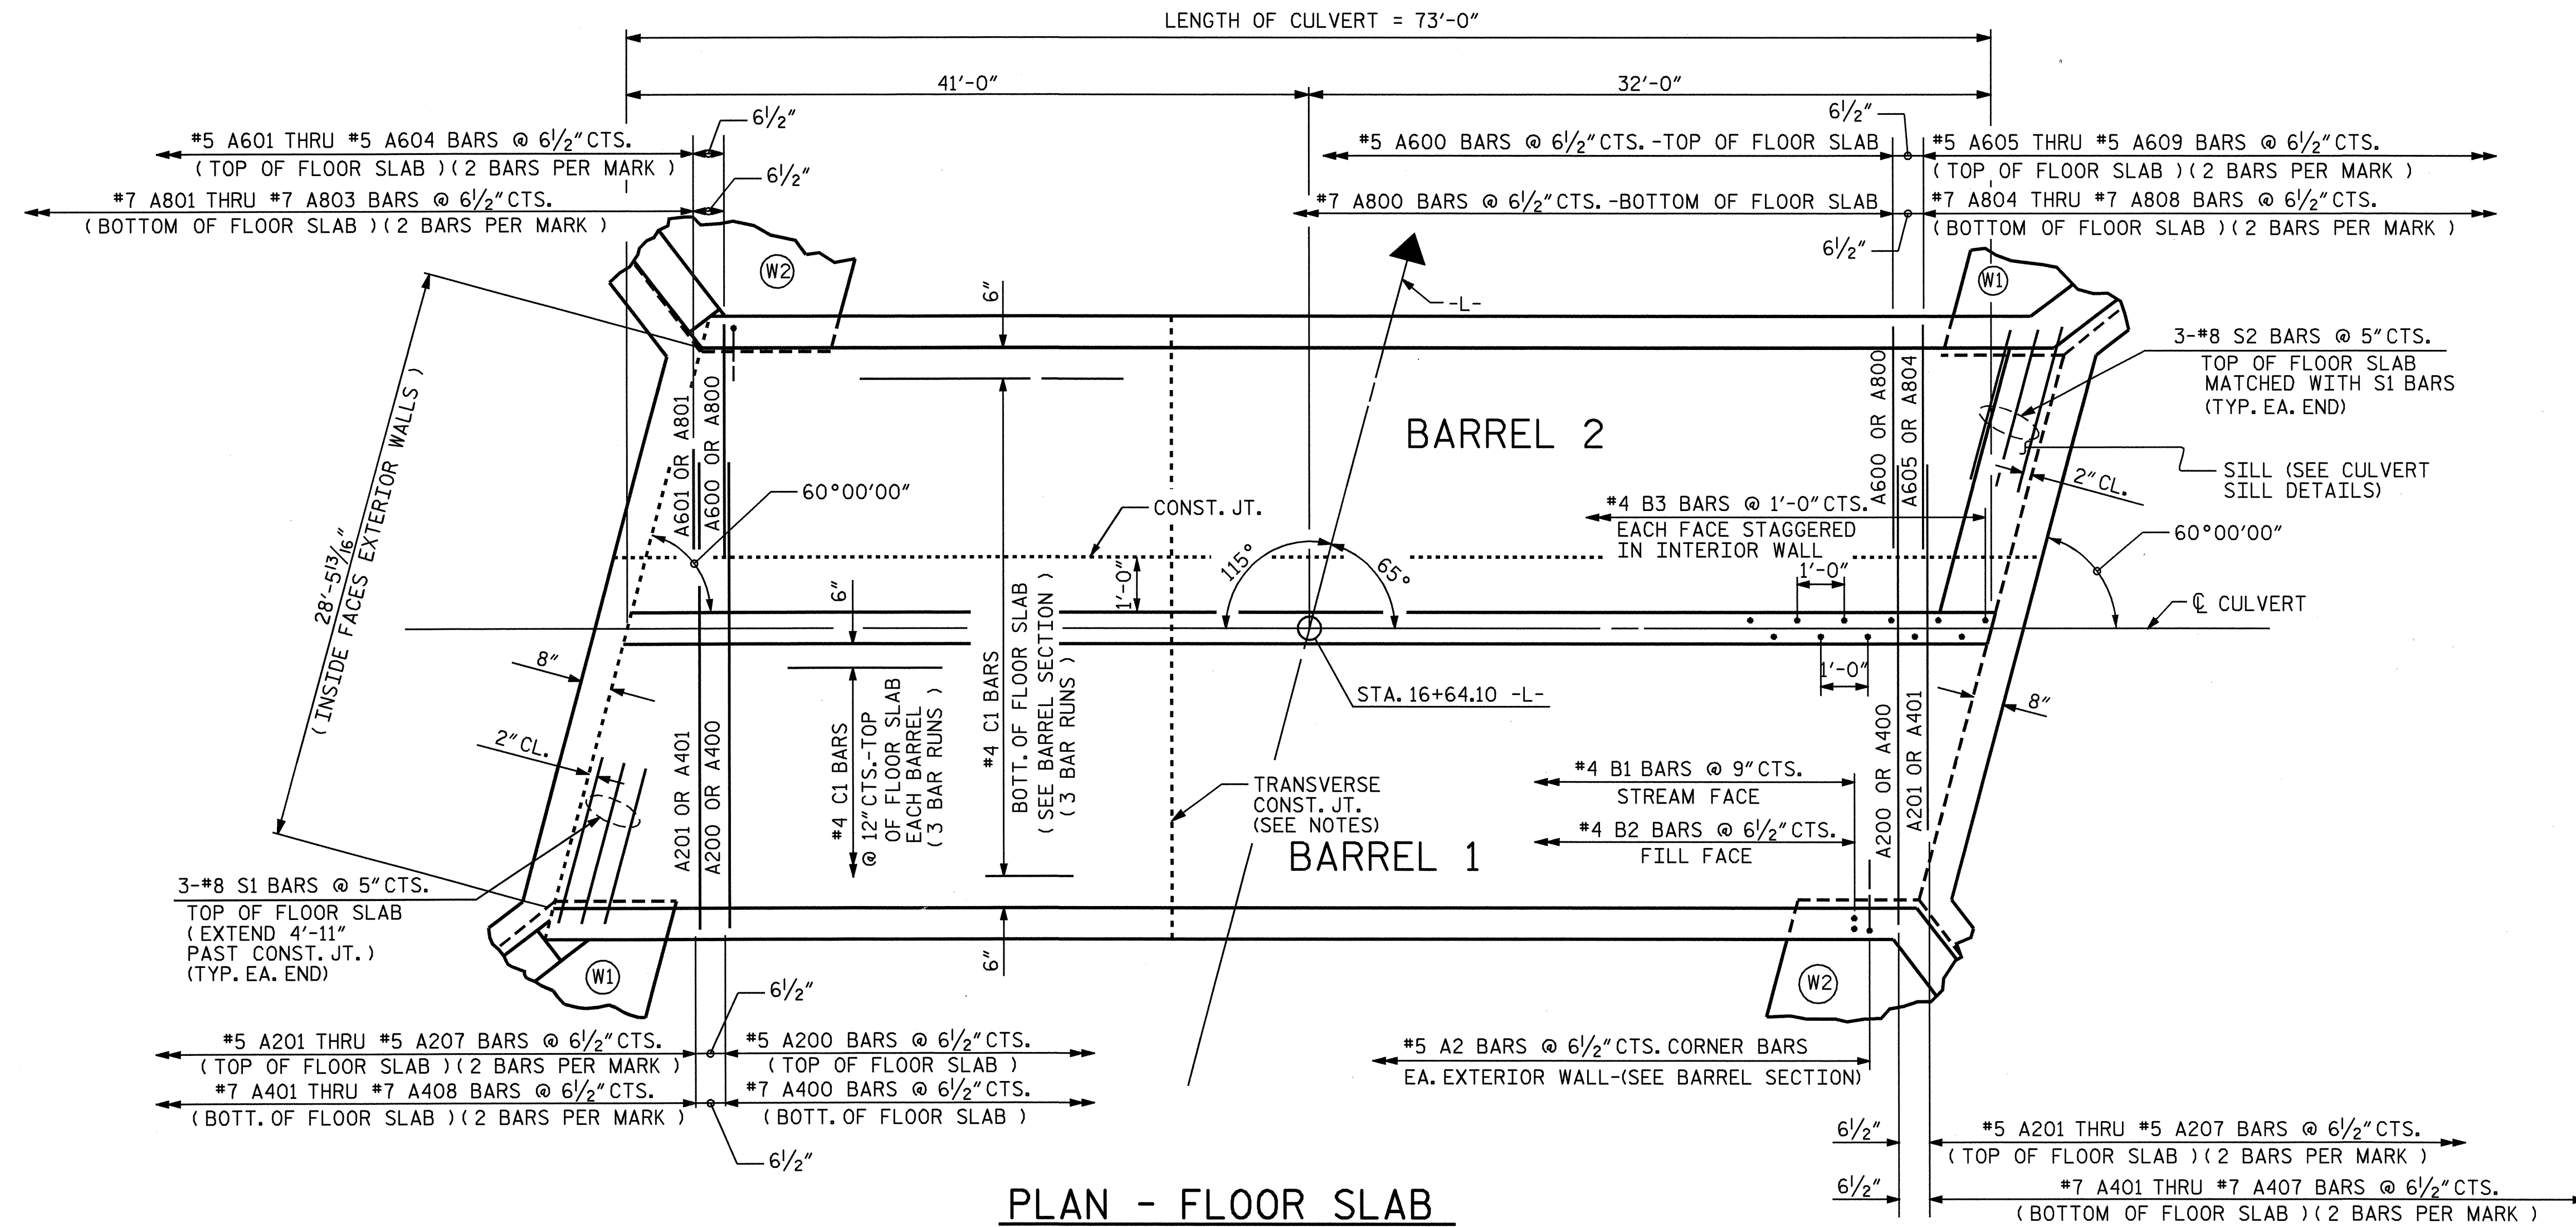 LENGTH OF CULVERT = 73'-0"
41'-0"
32'-0"
6½"
#5 A601 THRU #5 A604 BARS @ 6½" CTS.
( TOP OF FLOOR SLAB ) ( 2 BARS PER MARK )
6½"
#7 A801 THRU #7 A803 BARS @ 6½" CTS.
( BOTTOM OF FLOOR SLAB ) ( 2 BARS PER MARK )
6½"
#5 A600 BARS @ 6½" CTS. -TOP OF FLOOR SLAB
#5 A605 THRU #5 A609 BARS @ 6½" CTS.
( TOP OF FLOOR SLAB ) ( 2 BARS PER MARK )
#7 A800 BARS @ 6½" CTS. -BOTTOM OF FLOOR SLAB
#7 A804 THRU #7 A808 BARS @ 6½" CTS.
( BOTTOM OF FLOOR SLAB ) ( 2 BARS PER MARK )
6½"
W2
W1
-L-
6"
3-#8 S2 BARS @ 5" CTS.
TOP OF FLOOR SLAB
MATCHED WITH S1 BARS
(TYP. EA. END)
BARREL 2
A601 OR A801
A600 OR A800
A600 OR A800
A605 OR A804
28'-5 13/16"
( INSIDE FACES EXTERIOR WALLS )
60°00'00"
CONST. JT.
#4 B3 BARS @ 1'-0" CTS.
EACH FACE STAGGERED
IN INTERIOR WALL
2" CL.
SILL (SEE CULVERT
SILL DETAILS)
60°00'00"
115°
65°
1'-0"
1'-0"
6"
℄ CULVERT
8"
1'-0"
STA. 16+64.10 -L-
8"
2" CL.
A201 OR A401
A200 OR A400
#4 C1 BARS
@ 12" CTS.-TOP
OF FLOOR SLAB
EACH BARREL
( 3 BAR RUNS )
#4 C1 BARS
BOTT. OF FLOOR SLAB
( SEE BARREL SECTION )
( 3 BAR RUNS )
TRANSVERSE
CONST. JT.
(SEE NOTES)
#4 B1 BARS @ 9" CTS.
STREAM FACE
#4 B2 BARS @ 6½" CTS.
FILL FACE
A200 OR A400
A201 OR A401
BARREL 1
3-#8 S1 BARS @ 5" CTS.
TOP OF FLOOR SLAB
( EXTEND 4'-11"
PAST CONST. JT. )
(TYP. EA. END)
6"
W1
W2
6½"
#5 A201 THRU #5 A207 BARS @ 6½" CTS.
( TOP OF FLOOR SLAB ) ( 2 BARS PER MARK )
#5 A200 BARS @ 6½" CTS.
( TOP OF FLOOR SLAB )
#7 A401 THRU #7 A408 BARS @ 6½" CTS.
( BOTT. OF FLOOR SLAB ) ( 2 BARS PER MARK )
#7 A400 BARS @ 6½" CTS.
( BOTT. OF FLOOR SLAB )
6½"
#5 A2 BARS @ 6½" CTS. CORNER BARS
EA. EXTERIOR WALL-(SEE BARREL SECTION)
6½"
#5 A201 THRU #5 A207 BARS @ 6½" CTS.
( TOP OF FLOOR SLAB ) ( 2 BARS PER MARK )
6½"
#7 A401 THRU #7 A407 BARS @ 6½" CTS.
( BOTTOM OF FLOOR SLAB ) ( 2 BARS PER MARK )
PLAN - FLOOR SLAB